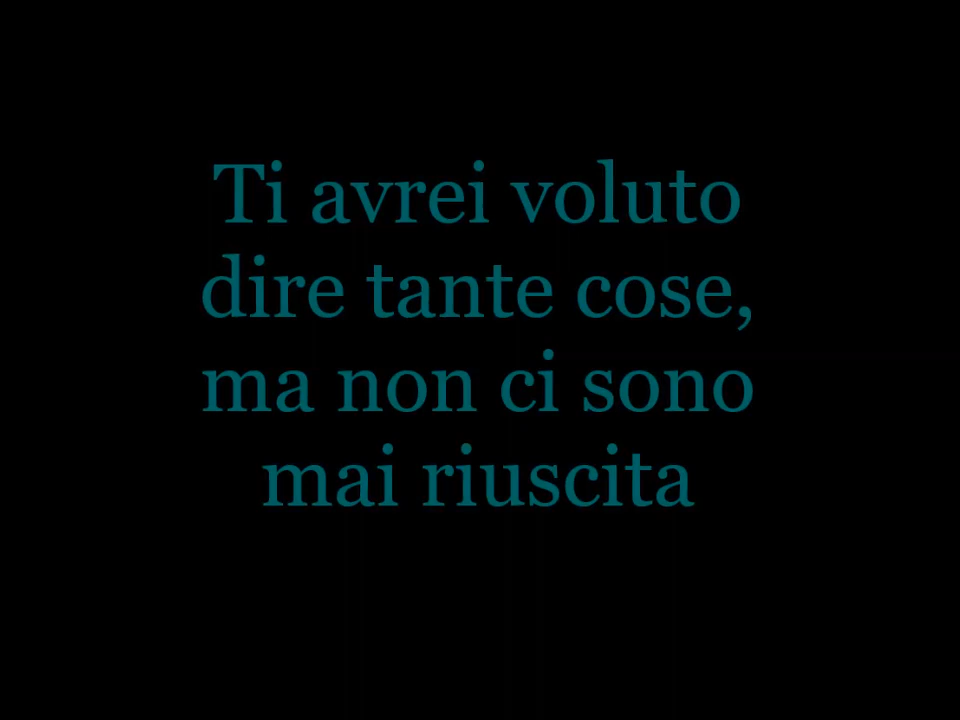 Ti avrei voluto
dire tante cose,
ma non ci sono
mai riuscita